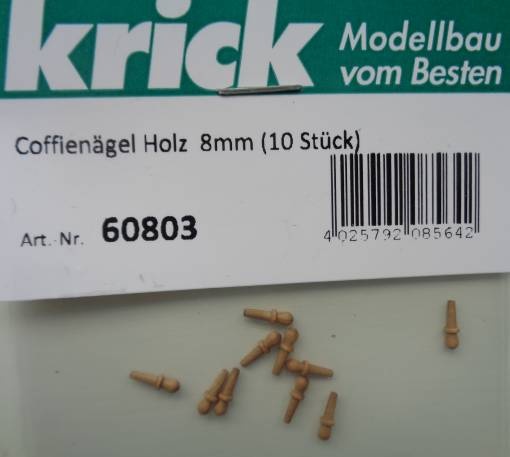 krick
Modellbau
vom Besten
Coffienägel Holz 8mm (10 Stück)
Art.-Nr. 60803
4 025792 085642